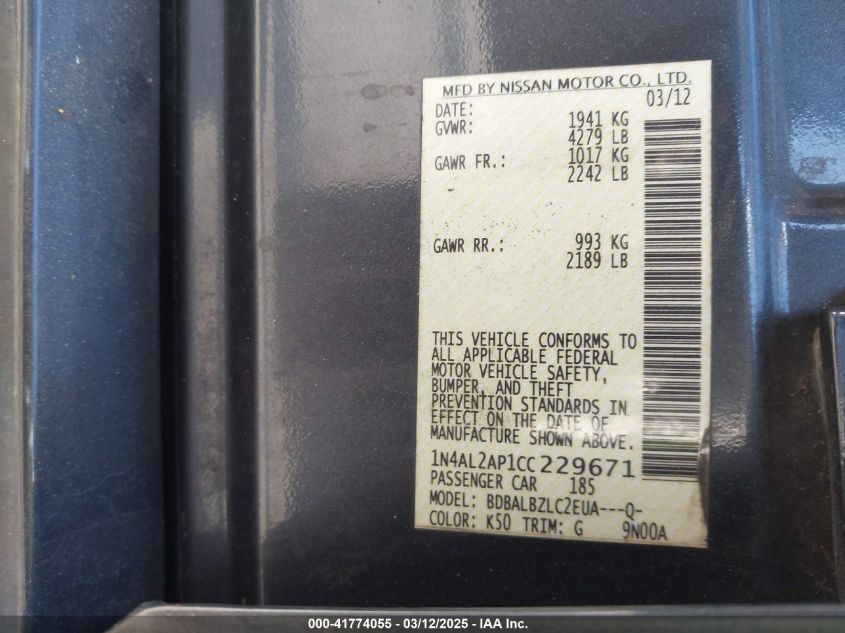 MFD BY NISSAN MOTOR CO., LTD.
DATE: 03/12
GVWR: 1941 KG
4279 LB
GAWR FR.: 1017 KG
2242 LB
GAWR RR.: 993 KG
2189 LB
THIS VEHICLE CONFORMS TO
ALL APPLICABLE FEDERAL
MOTOR VEHICLE SAFETY,
BUMPER, AND THEFT
PREVENTION STANDARDS IN
EFFECT ON THE DATE OF
MANUFACTURE SHOWN ABOVE.
1N4AL2AP1CC229671
PASSENGER CAR 185
MODEL: BDBALBZLC2EUA---Q-
COLOR: K50 TRIM: G 9N00A
000-41774055 - 03/12/2025 - IAA Inc.